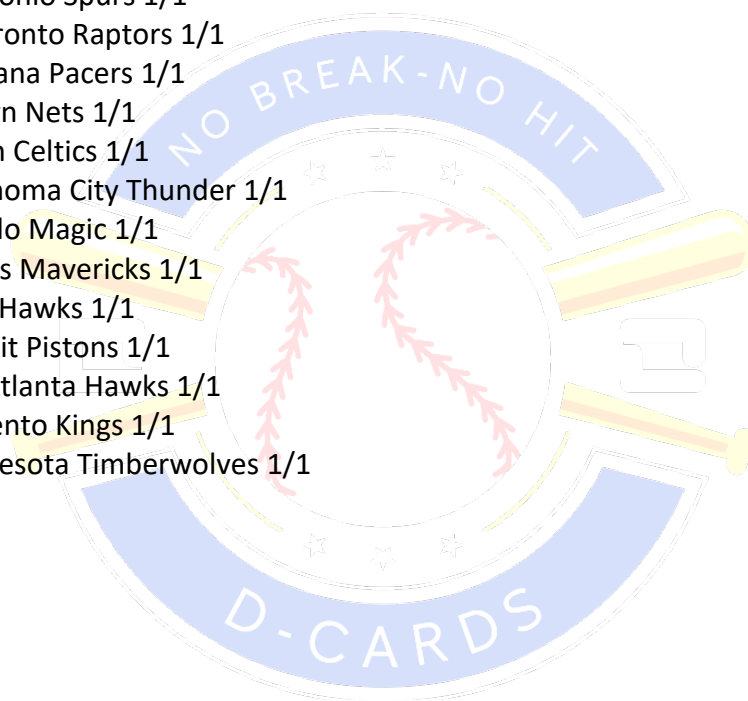 onio Spurs 1/1
ronto Raptors 1/1
ana Pacers 1/1
n Nets 1/1
n Celtics 1/1
homa City Thunder 1/1
do Magic 1/1
s Mavericks 1/1
Hawks 1/1
it Pistons 1/1
tlanta Hawks 1/1
ento Kings 1/1
nesota Timberwolves 1/1
NO BREAK-NO HIT
D-CARDS